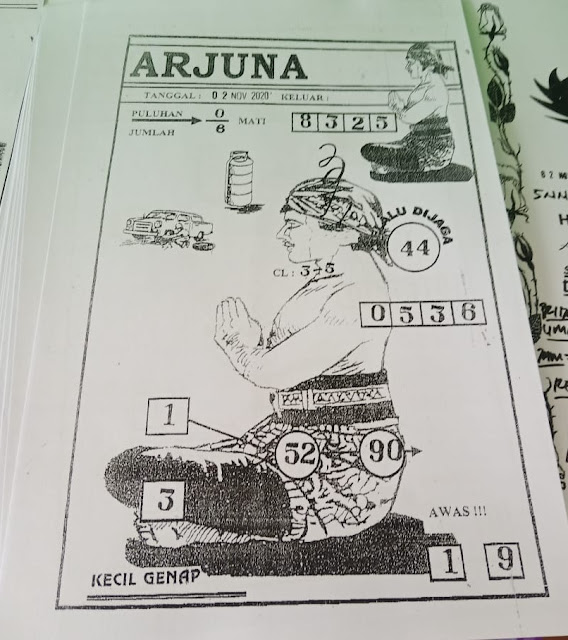 ARJUNA
TANGGAL : 02 NOV 2020 KELUAR :
PULUHAN 0 MATI
JUMLAH 6
8 3 2 5
LU DIJAGA
44
CL : 3-5
0 5 3 6
1
52 90
3
AWAS !!!
1 9
KECIL GENAP